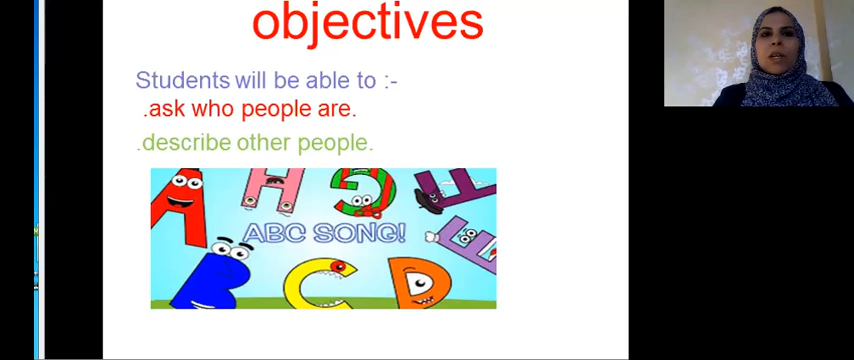 objectives
Students will be able to :-
.ask who people are.
.describe other people.
ABC SONG!